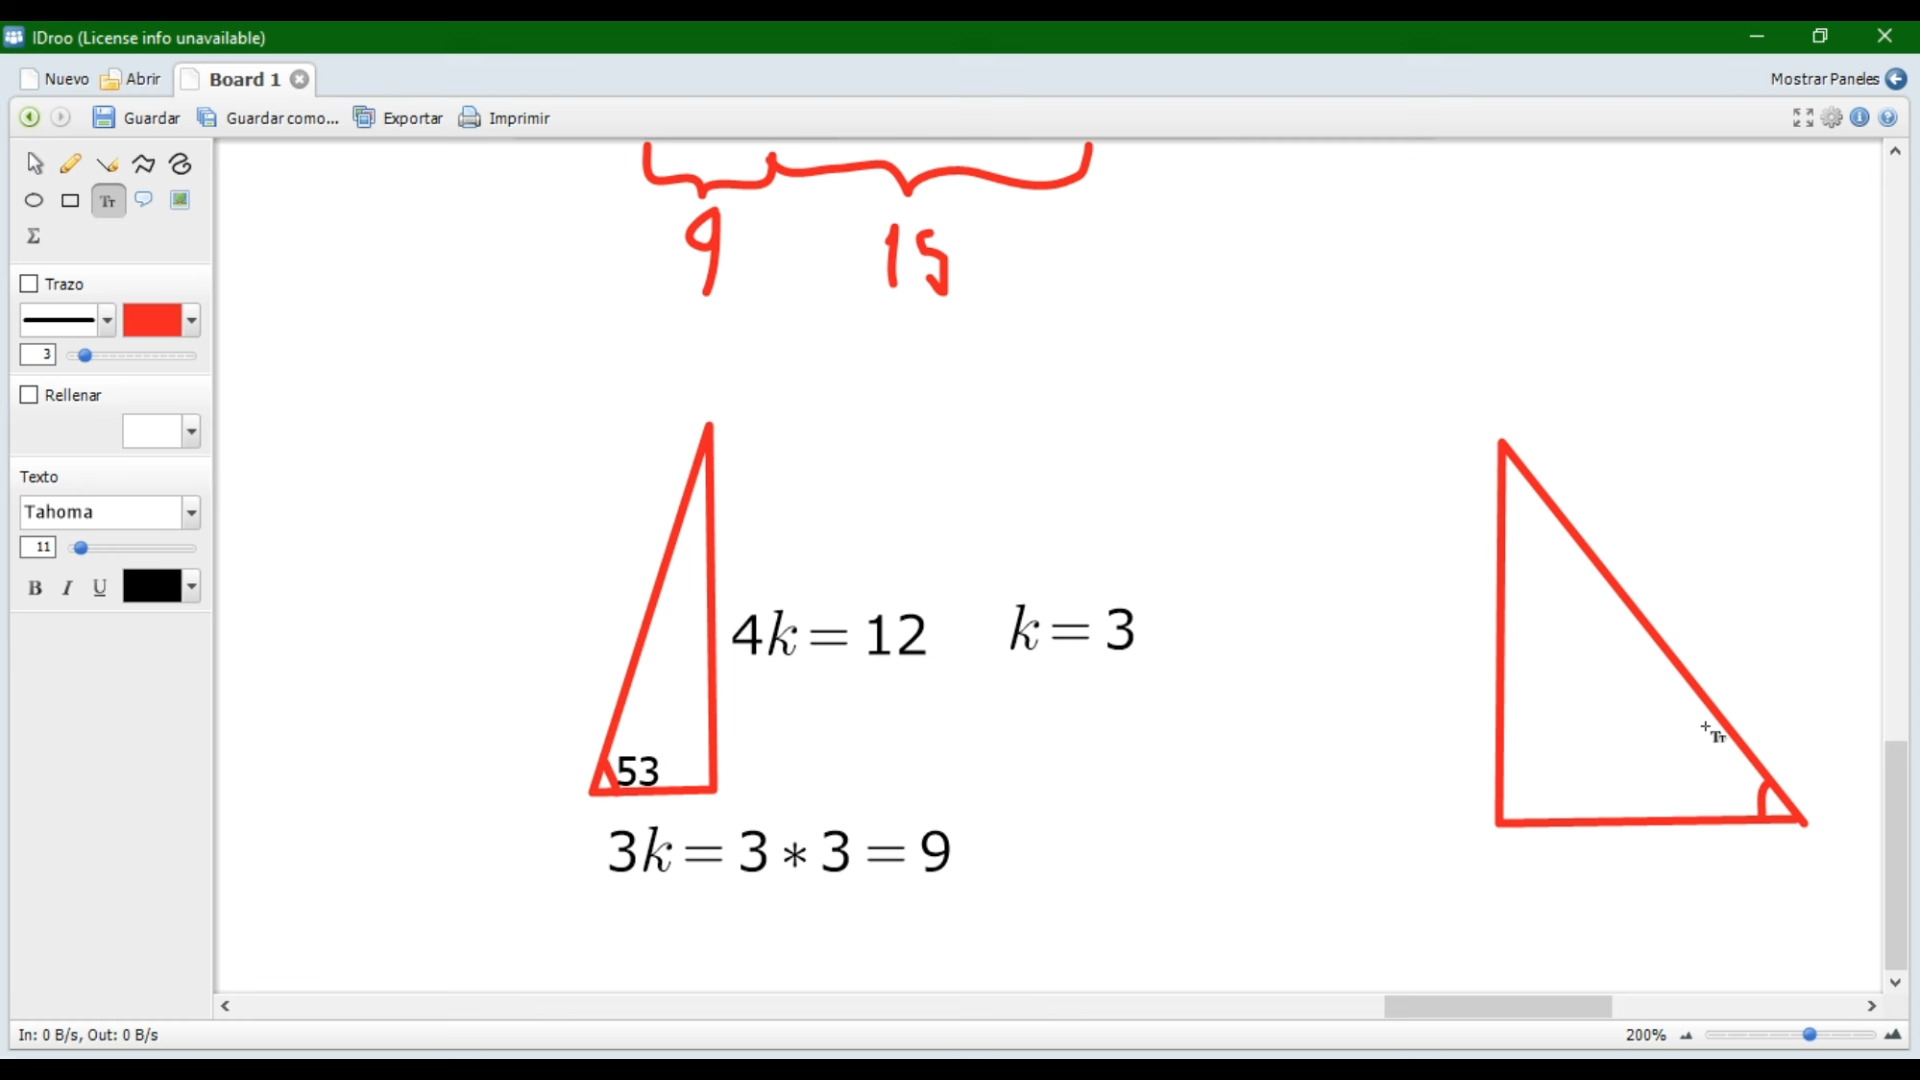 IDroo (License info unavailable)
Nuevo Abrir Board 1 Mostrar Paneles
Guardar Guardar como... Exportar Imprimir
Tт
Σ
Trazo
3
Rellenar
Texto
Tahoma
11
B I U
9 15
4k = 12 k = 3
53
3k = 3 * 3 = 9
In: 0 B/s, Out: 0 B/s 200%